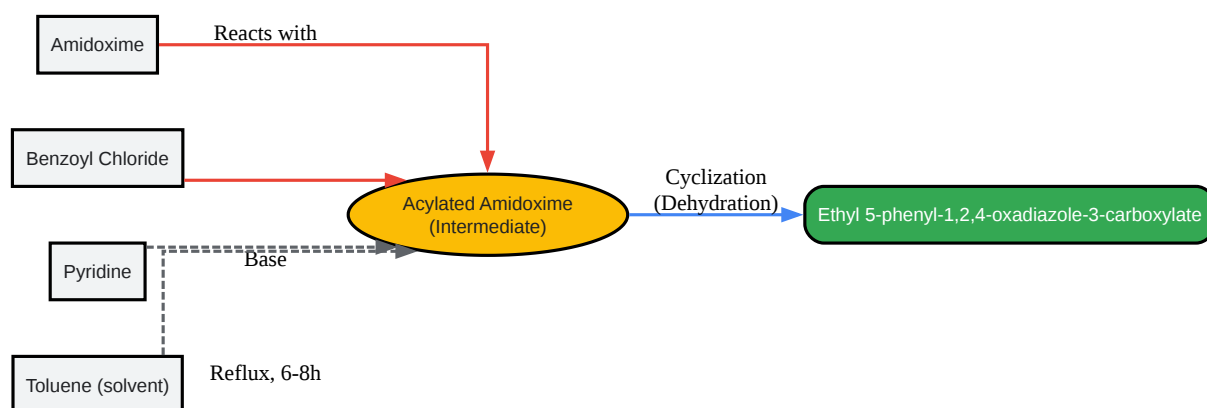 Amidoxime
Reacts with
Benzoyl Chloride
Acylated Amidoxime
(Intermediate)
Cyclization
(Dehydration)
Ethyl 5-phenyl-1,2,4-oxadiazole-3-carboxylate
Pyridine
Base
Toluene (solvent)
Reflux, 6-8h